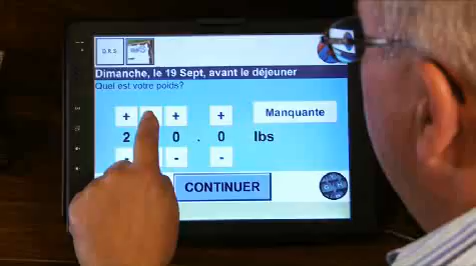 D.R.S.
Dimanche, le 19 Sept, avant le déjeuner
Quel est votre poids?
+ + +
Manquante
2 0 . 0 lbs
- - -
CONTINUER